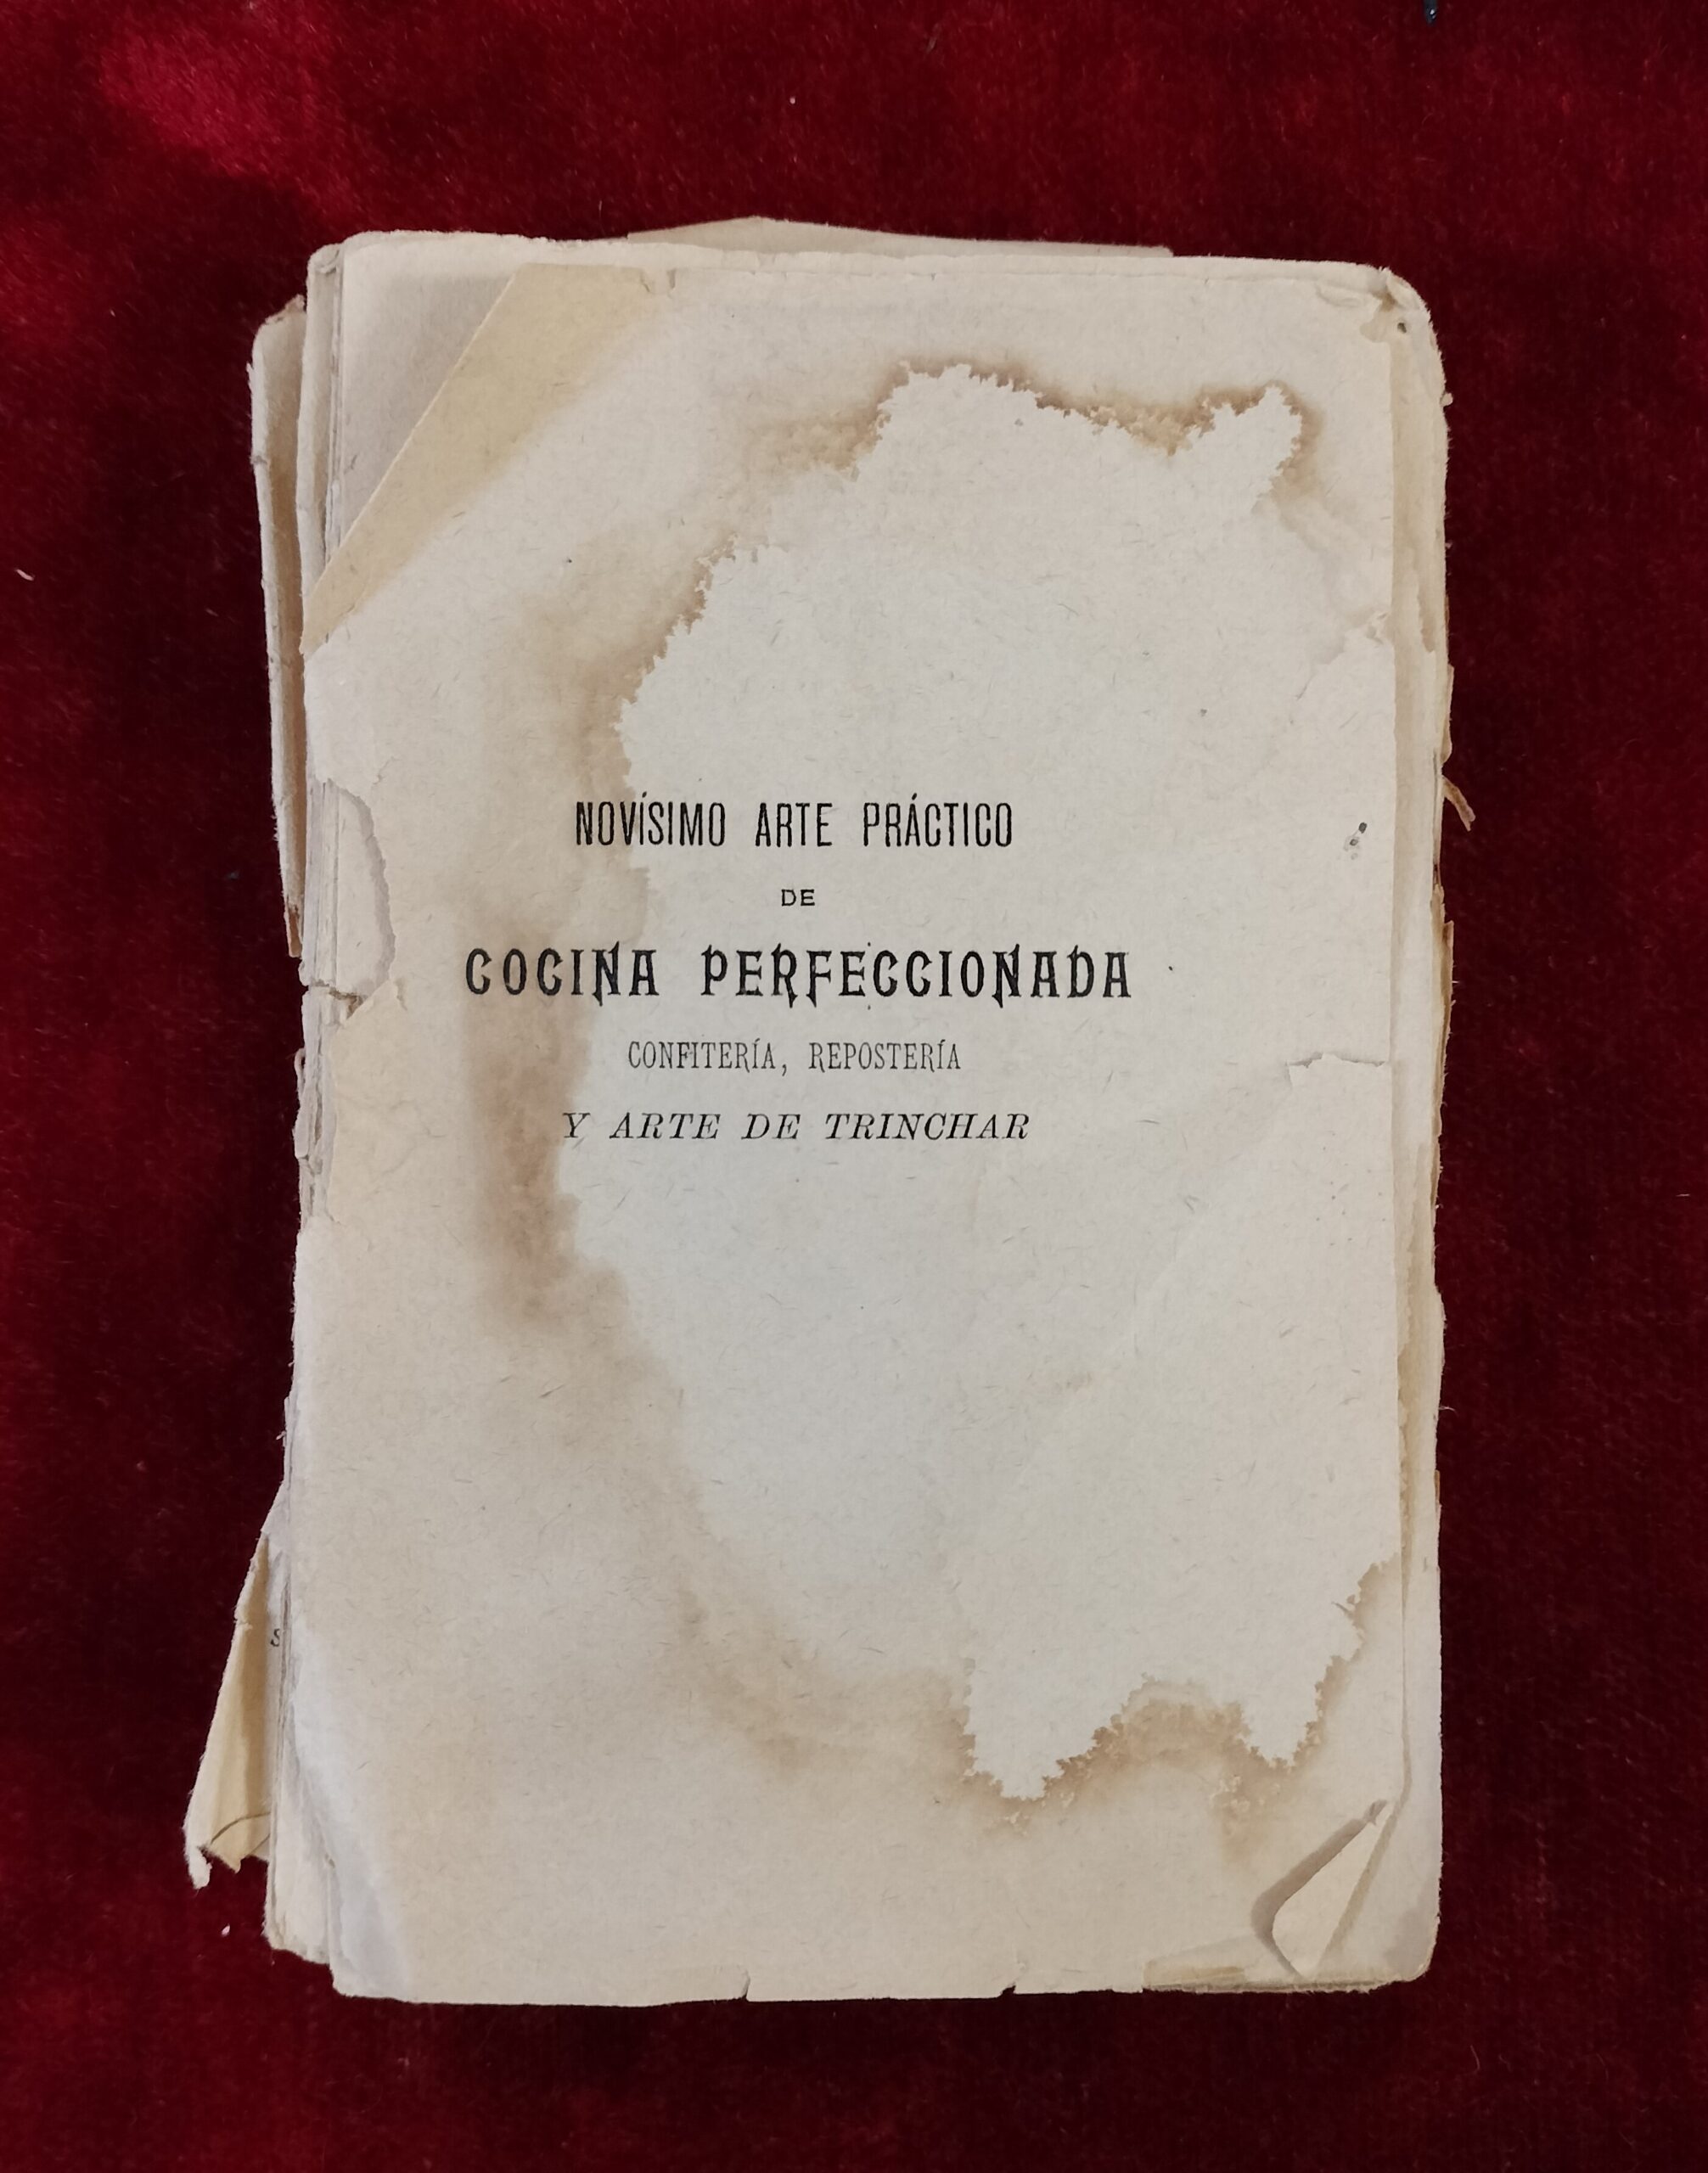 NOVÍSIMO ARTE PRÁCTICO
DE
COCINA PERFECCIONADA
CONFITERÍA, REPOSTERÍA
Y ARTE DE TRINCHAR